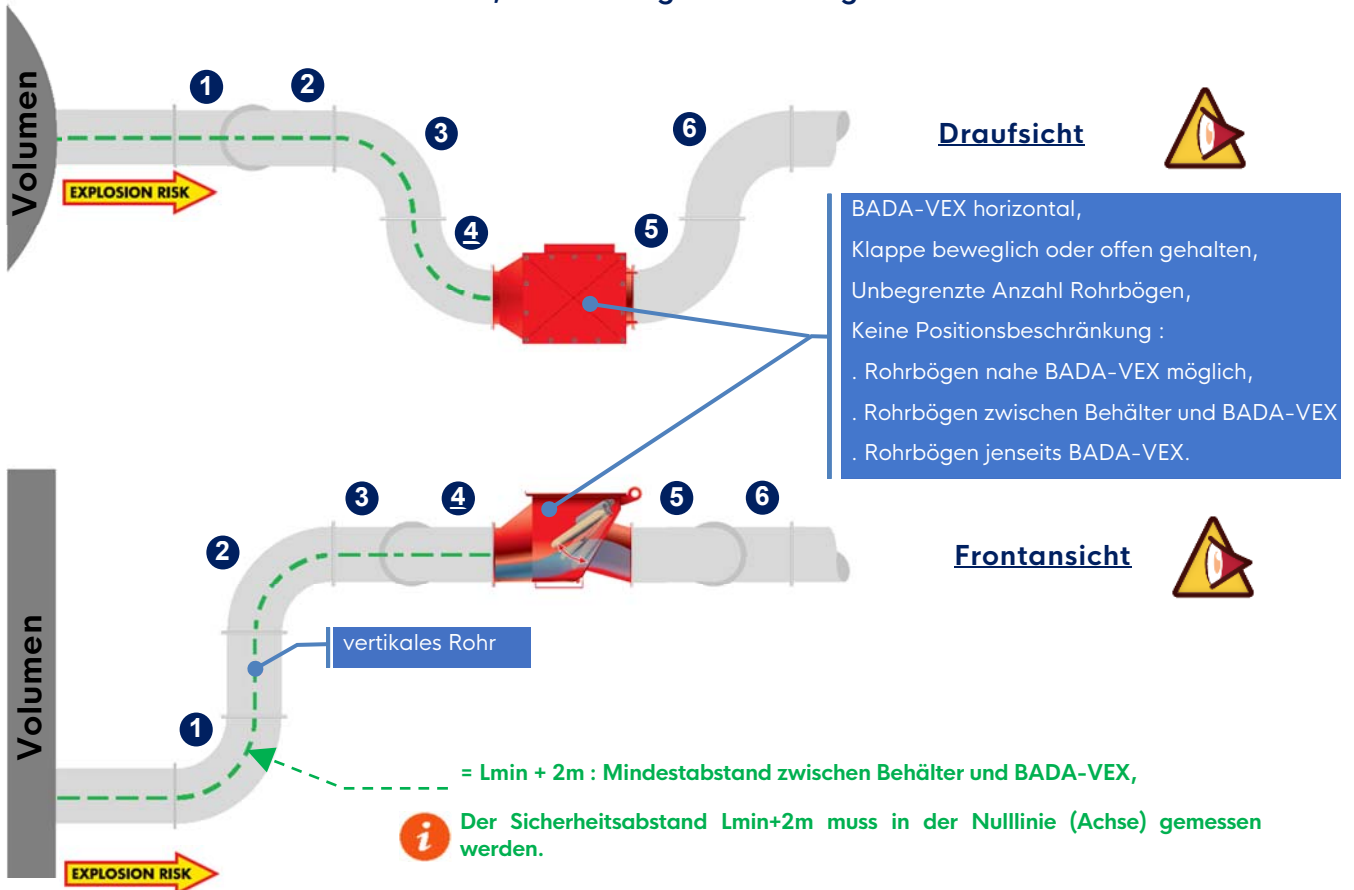 Volumen
1
2
3
4
5
6
EXPLOSION RISK
Draufsicht
BADA-VEX horizontal,
Klappe beweglich oder offen gehalten,
Unbegrenzte Anzahl Rohrbögen,
Keine Positionsbeschränkung :
. Rohrbögen nahe BADA-VEX möglich,
. Rohrbögen zwischen Behälter und BADA-VEX
. Rohrbögen jenseits BADA-VEX.
Volumen
1
2
3
4
5
6
Frontansicht
vertikales Rohr
= Lmin + 2m : Mindestabstand zwischen Behälter und BADA-VEX,
i
Der Sicherheitsabstand Lmin+2m muss in der Nulllinie (Achse) gemessen
werden.
EXPLOSION RISK